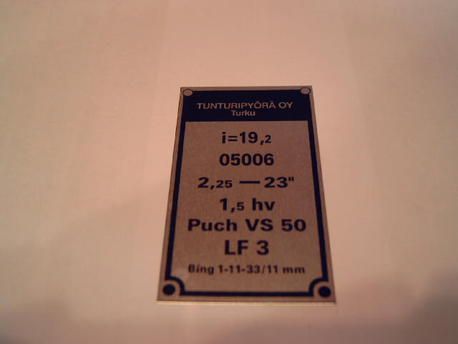 TUNTURIPYÖRÄ OY
Turku
i=19,2
05006
2,25 — 23"
1,5 hv
Puch VS 50
LF 3
Bing 1-11-33/11 mm